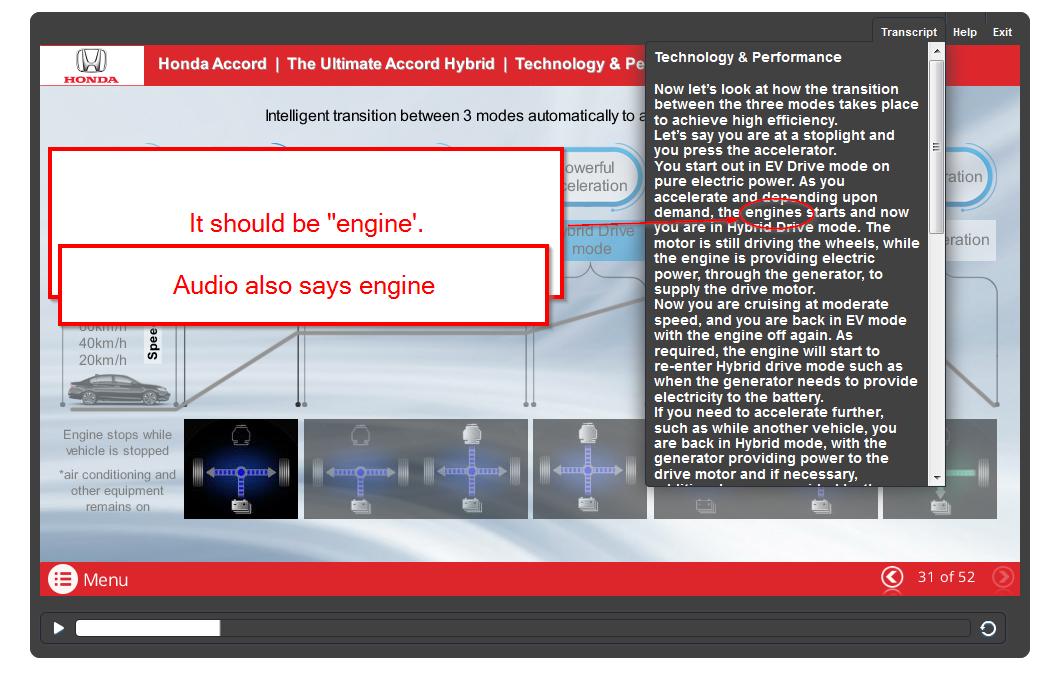 Transcript Help Exit
HONDA
Honda Accord | The Ultimate Accord Hybrid | Technology & Pe
Intelligent transition between 3 modes automatically to a
It should be "engine'.
Audio also says engine
mode
40km/h
20km/h
Spee
Engine stops while
vehicle is stopped
*air conditioning and
other equipment
remains on
Technology & Performance
Now let's look at how the transition
between the three modes takes place
to achieve high efficiency.
Let's say you are at a stoplight and
you press the accelerator.
You start out in EV Drive mode on
pure electric power. As you
accelerate and depending upon
demand, the engines starts and now
you are in Hybrid Drive mode. The
motor is still driving the wheels, while
the engine is providing electric
power, through the generator, to
supply the drive motor.
Now you are cruising at moderate
speed, and you are back in EV mode
with the engine off again. As
required, the engine will start to
re-enter Hybrid drive mode such as
when the generator needs to provide
electricity to the battery.
If you need to accelerate further,
such as while another vehicle, you
are back in Hybrid mode, with the
generator providing power to the
drive motor and if necessary,
Menu
31 of 52